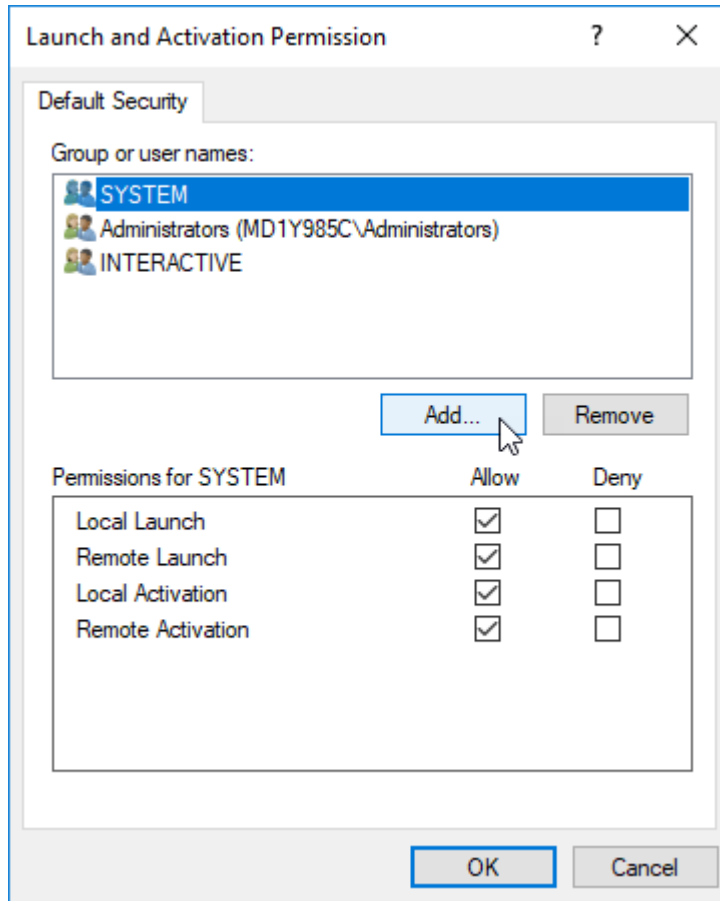 Launch and Activation Permission ?
Default Security
Group or user names:
SYSTEM
Administrators (MD1Y985C\Administrators)
INTERACTIVE
Add... Remove
Permissions for SYSTEM Allow Deny
Local Launch
Remote Launch
Local Activation
Remote Activation
OK Cancel